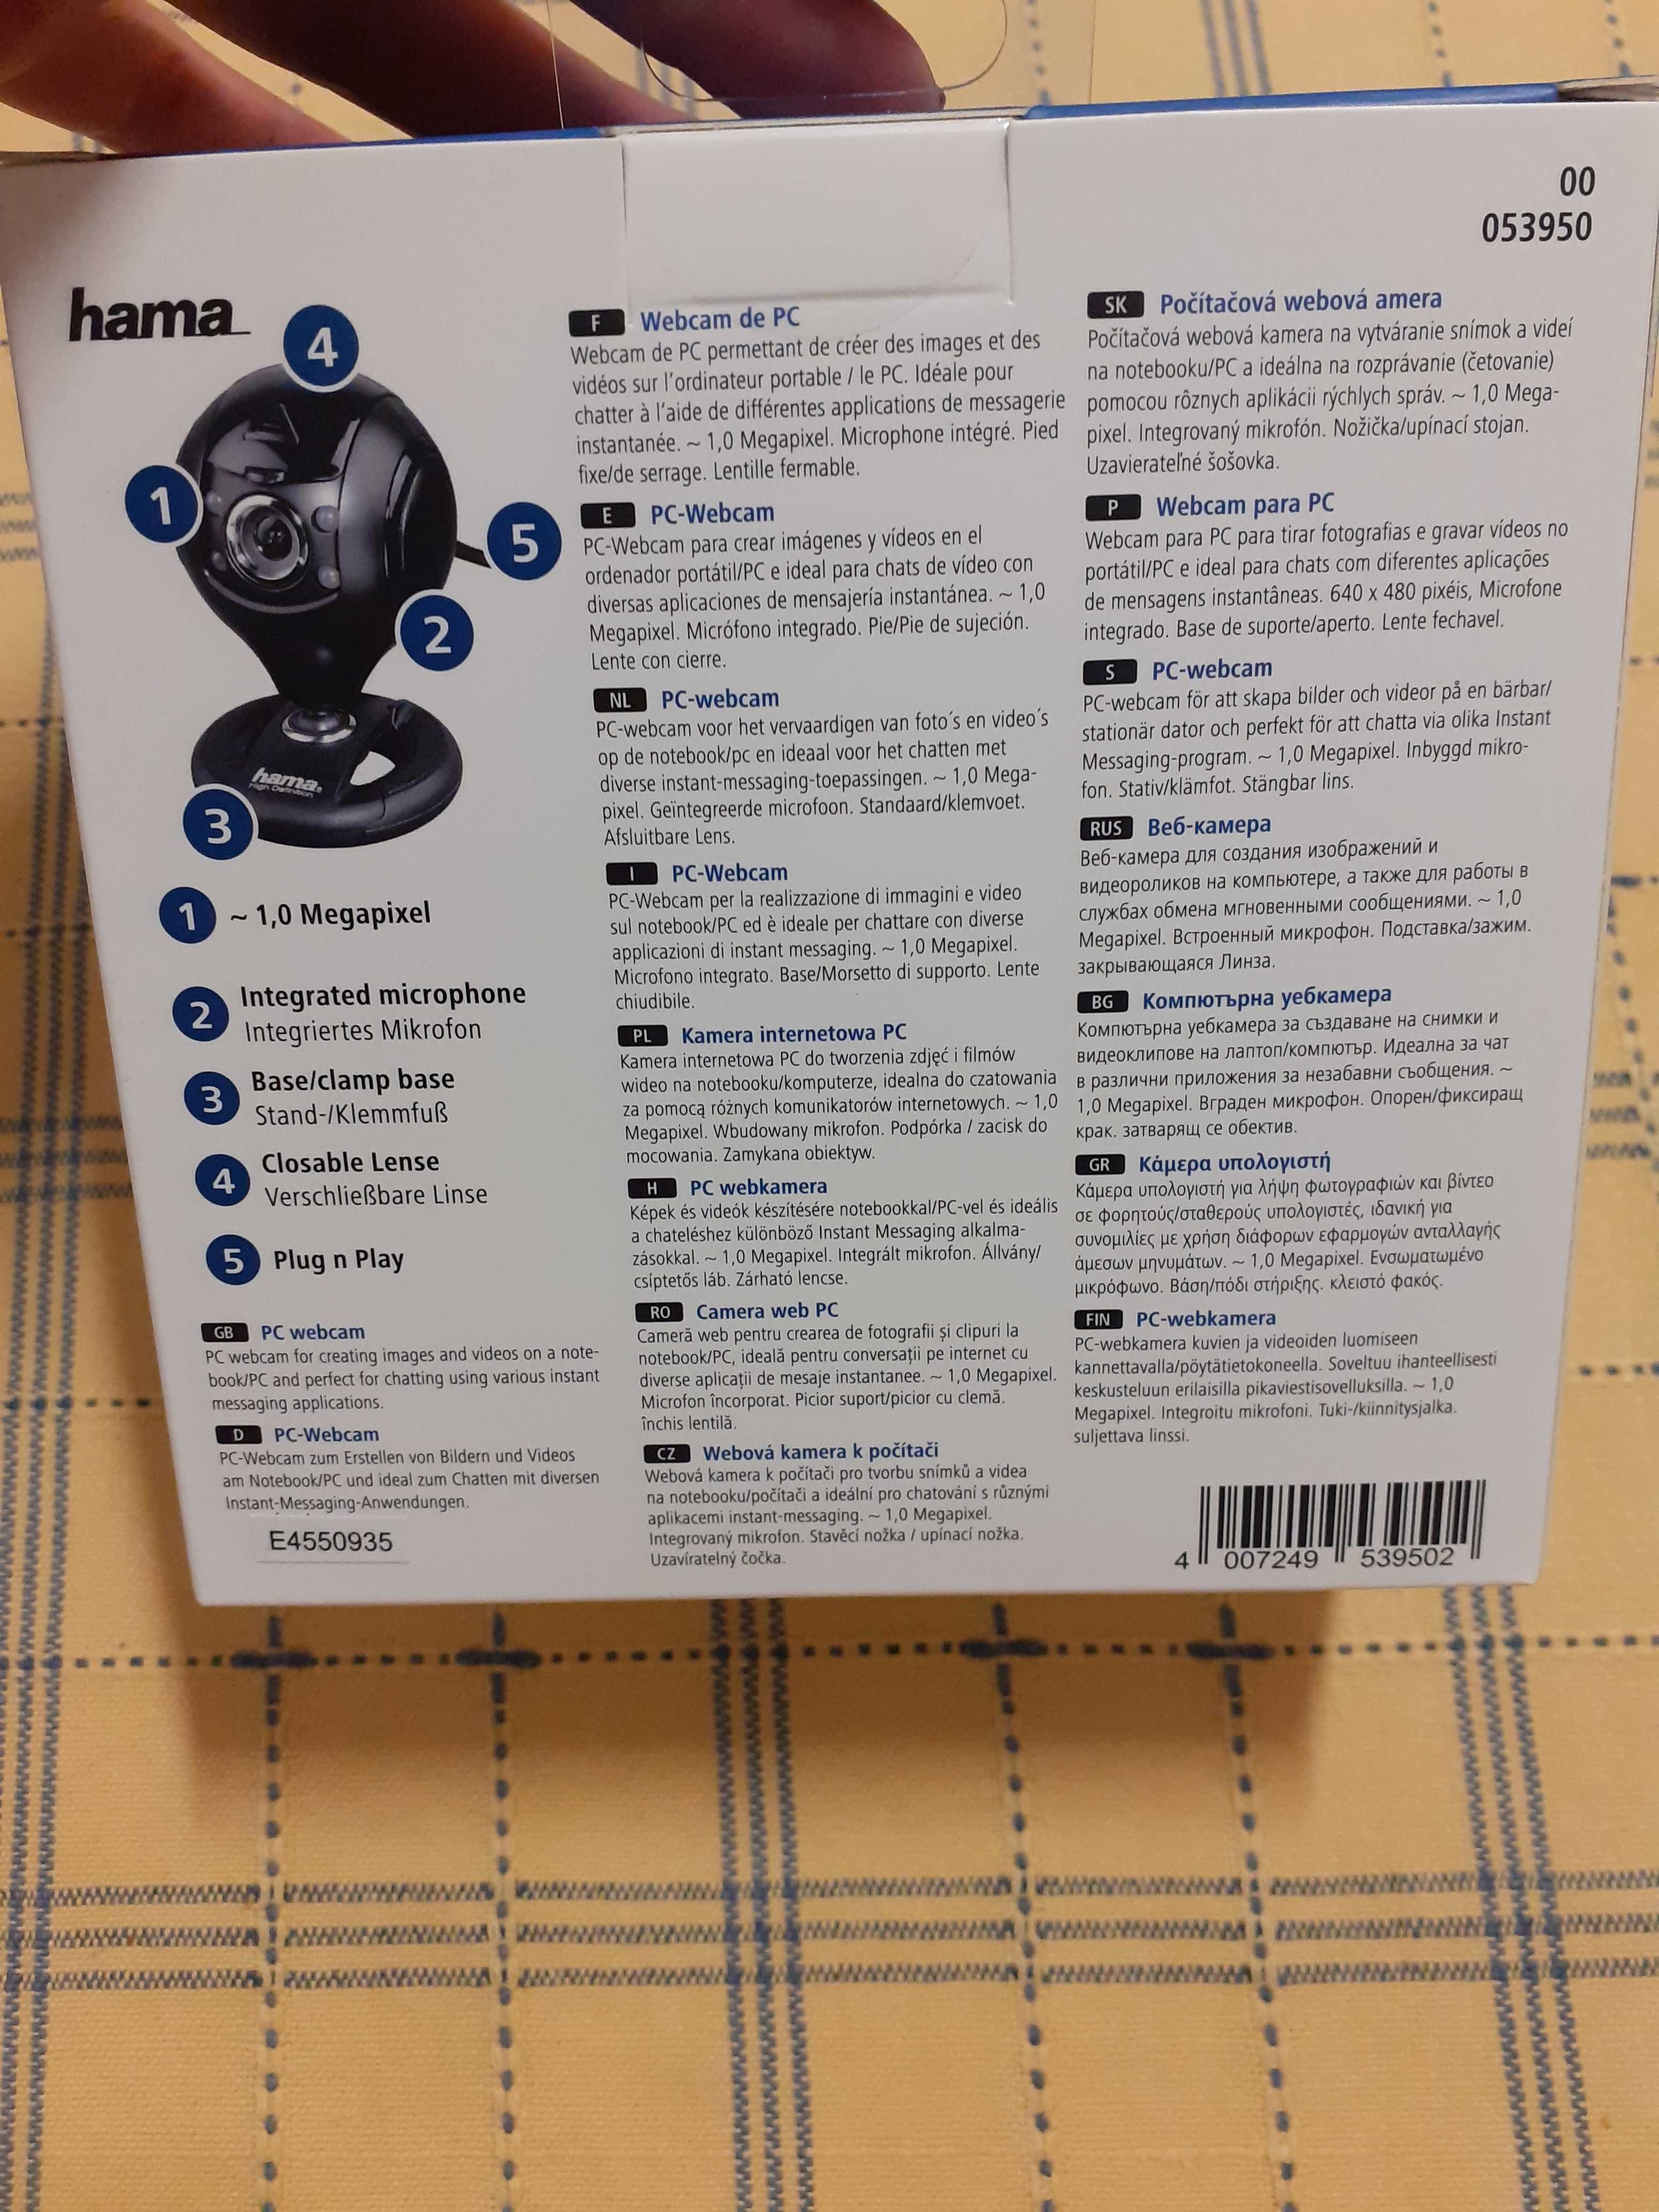 00
053950
hama
4
1
5
2
hama
High Definition
3
1 ~ 1,0 Megapixel
2 Integrated microphone
Integriertes Mikrofon
3 Base/clamp base
Stand-/Klemmfuß
4 Closable Lense
Verschließbare Linse
5 Plug n Play
GB PC webcam
PC webcam for creating images and videos on a note-
book/PC and perfect for chatting using various instant
messaging applications.
D PC-Webcam
PC-Webcam zum Erstellen von Bildern und Videos
am Notebook/PC und ideal zum Chatten mit diversen
Instant-Messaging-Anwendungen.
E4550935
F Webcam de PC
Webcam de PC permettant de créer des images et des
vidéos sur l'ordinateur portable / le PC. Idéale pour
chatter à l'aide de différentes applications de messagerie
instantanée. ~ 1,0 Megapixel. Microphone intégré. Pied
fixe/de serrage. Lentille fermable.
E PC-Webcam
PC-Webcam para crear imágenes y vídeos en el
ordenador portátil/PC e ideal para chats de vídeo con
diversas aplicaciones de mensajería instantánea. ~ 1,0
Megapixel. Micrófono integrado. Pie/Pie de sujeción.
Lente con cierre.
NL PC-webcam
PC-webcam voor het vervaardigen van foto´s en video´s
op de notebook/pc en ideaal voor het chatten met
diverse instant-messaging-toepassingen. ~ 1,0 Mega-
pixel. Geïntegreerde microfoon. Standaard/klemvoet.
Afsluitbare Lens.
I PC-Webcam
PC-Webcam per la realizzazione di immagini e video
sul notebook/PC ed è ideale per chattare con diverse
applicazioni di instant messaging. ~ 1,0 Megapixel.
Microfono integrato. Base/Morsetto di supporto. Lente
chiudibile.
PL Kamera internetowa PC
Kamera internetowa PC do tworzenia zdjęć i filmów
wideo na notebooku/komputerze, idealna do czatowania
za pomocą różnych komunikatorów internetowych. ~ 1,0
Megapixel. Wbudowany mikrofon. Podpórka / zacisk do
mocowania. Zamykana obiektyw.
H PC webkamera
Képek és videók készítésére notebookkal/PC-vel és ideális
a chateléshez különböző Instant Messaging alkalma-
zásokkal. ~ 1,0 Megapixel. Integrált mikrofon. Állvány/
csíptetős láb. Zárható lencse.
RO Camera web PC
Cameră web pentru crearea de fotografii și clipuri la
notebook/PC, ideală pentru conversații pe internet cu
diverse aplicații de mesaje instantanee. ~ 1,0 Megapixel.
Microfon încorporat. Picior suport/picior cu clemă.
închis lentilă.
CZ Webová kamera k počítači
Webová kamera k počítači pro tvorbu snímků a videa
na notebooku/počítači a ideální pro chatování s různými
aplikacemi instant-messaging. ~ 1,0 Megapixel.
Integrovaný mikrofon. Stavěcí nožka / upínací nožka.
Uzavíratelný čočka.
SK Počítačová webová amera
Počítačová webová kamera na vytváranie snímok a videí
na notebooku/PC a ideálna na rozprávanie (četovanie)
pomocou rôznych aplikácii rýchlych správ. ~ 1,0 Mega-
pixel. Integrovaný mikrofón. Nožička/upínací stojan.
Uzavierateľné šošovka.
P Webcam para PC
Webcam para PC para tirar fotografias e gravar vídeos no
portátil/PC e ideal para chats com diferentes aplicações
de mensagens instantâneas. 640 x 480 pixéis, Microfone
integrado. Base de suporte/aperto. Lente fechavel.
S PC-webcam
PC-webcam för att skapa bilder och videor på en bärbar/
stationär dator och perfekt för att chatta via olika Instant
Messaging-program. ~ 1,0 Megapixel. Inbyggd mikro-
fon. Stativ/klämfot. Stängbar lins.
RUS Веб-камера
Веб-камера для создания изображений и
видеороликов на компьютере, а также для работы в
службах обмена мгновенными сообщениями. ~ 1,0
Megapixel. Встроенный микрофон. Подставка/зажим.
закрывающаяся Линза.
BG Компютърна уебкамера
Компютърна уебкамера за създаване на снимки и
видеоклипове на лаптоп/компютър. Идеална за чат
в различни приложения за незабавни съобщения. ~
1,0 Megapixel. Вграден микрофон. Опорен/фиксиращ
крак. затварящ се обектив.
GR Κάμερα υπολογιστή
Κάμερα υπολογιστή για λήψη φωτογραφιών και βίντεο
σε φορητούς/σταθερούς υπολογιστές, ιδανική για
συνομιλίες με χρήση διάφορων εφαρμογών ανταλλαγής
άμεσων μηνυμάτων. ~ 1,0 Megapixel. Ενσωματωμένο
μικρόφωνο. Βάση/πόδι στήριξης. κλειστό φακός.
FIN PC-webkamera
PC-webkamera kuvien ja videoiden luomiseen
kannettavalla/pöytätietokoneella. Soveltuu ihanteellisesti
keskusteluun erilaisilla pikaviestisovelluksilla. ~ 1,0
Megapixel. Integroitu mikrofoni. Tuki-/kiinnitysjalka.
suljettava linssi.
4 007249 539502